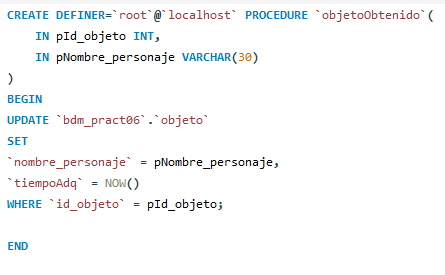 CREATE DEFINER=`root`@`localhost` PROCEDURE `objetoObtenido`(
IN pId_objeto INT,
IN pNombre_personaje VARCHAR(30)
)
BEGIN
UPDATE `bdm_pract06`.`objeto`
SET
`nombre_personaje` = pNombre_personaje,
`tiempoAdq` = NOW()
WHERE `id_objeto` = pId_objeto;
END